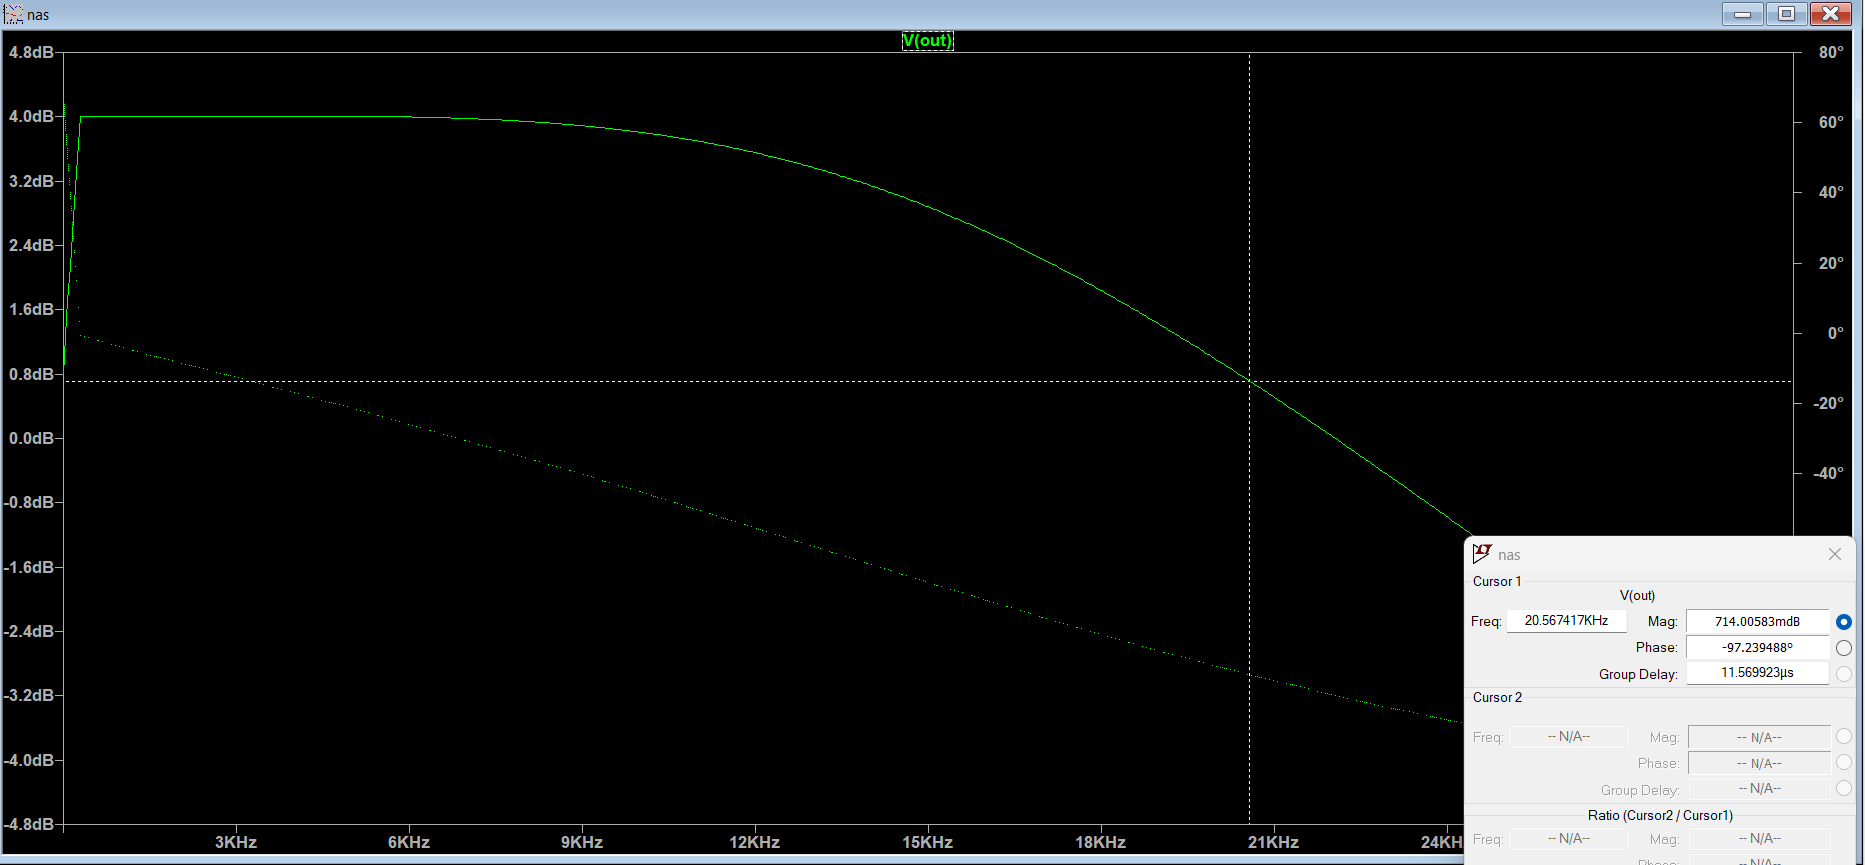 nas
V(out)
4.8dB
4.0dB
3.2dB
2.4dB
1.6dB
0.8dB
0.0dB
-0.8dB
-1.6dB
-2.4dB
-3.2dB
-4.0dB
-4.8dB
80°
60°
40°
20°
0°
-20°
-40°
3KHz 6KHz 9KHz 12KHz 15KHz 18KHz 21KHz 24KH
nas
Cursor 1
V(out)
Freq: 20.567417KHz Mag: 714.00583mdB
Phase: -97.239488°
Group Delay: 11.569923µs
Cursor 2
Freq: -- N/A-- Mag: -- N/A--
Phase: -- N/A--
Group Delay: -- N/A--
Ratio (Cursor2 / Cursor1)
Freq: -- N/A-- Mag: -- N/A--